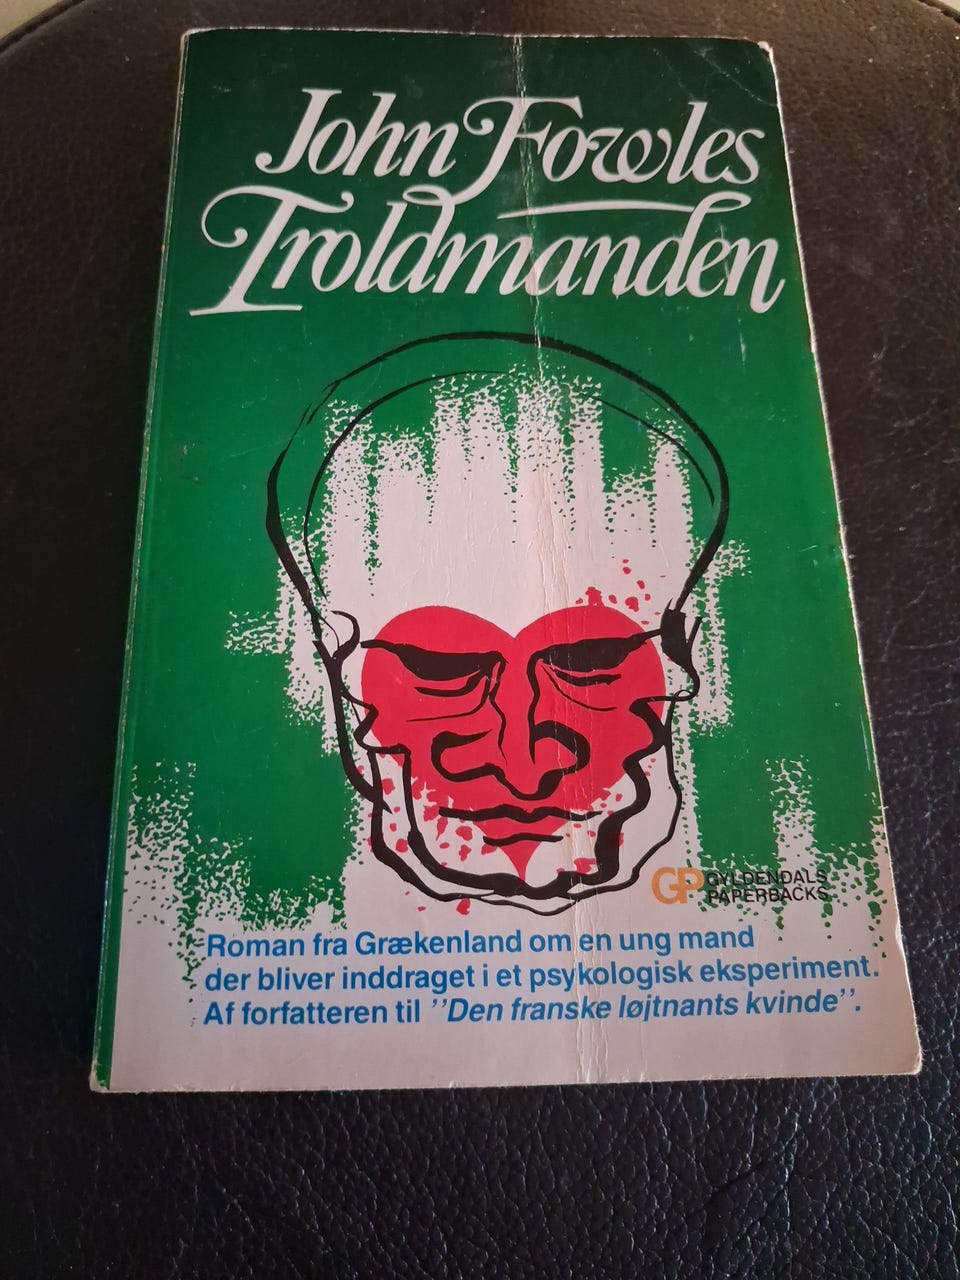 John Fowles
Troldmanden
GP GYLDENDALS
PAPERBACKS
Roman fra Grækenland om en ung mand
der bliver inddraget i et psykologisk eksperiment.
Af forfatteren til ’’Den franske løjtnants kvinde’’.